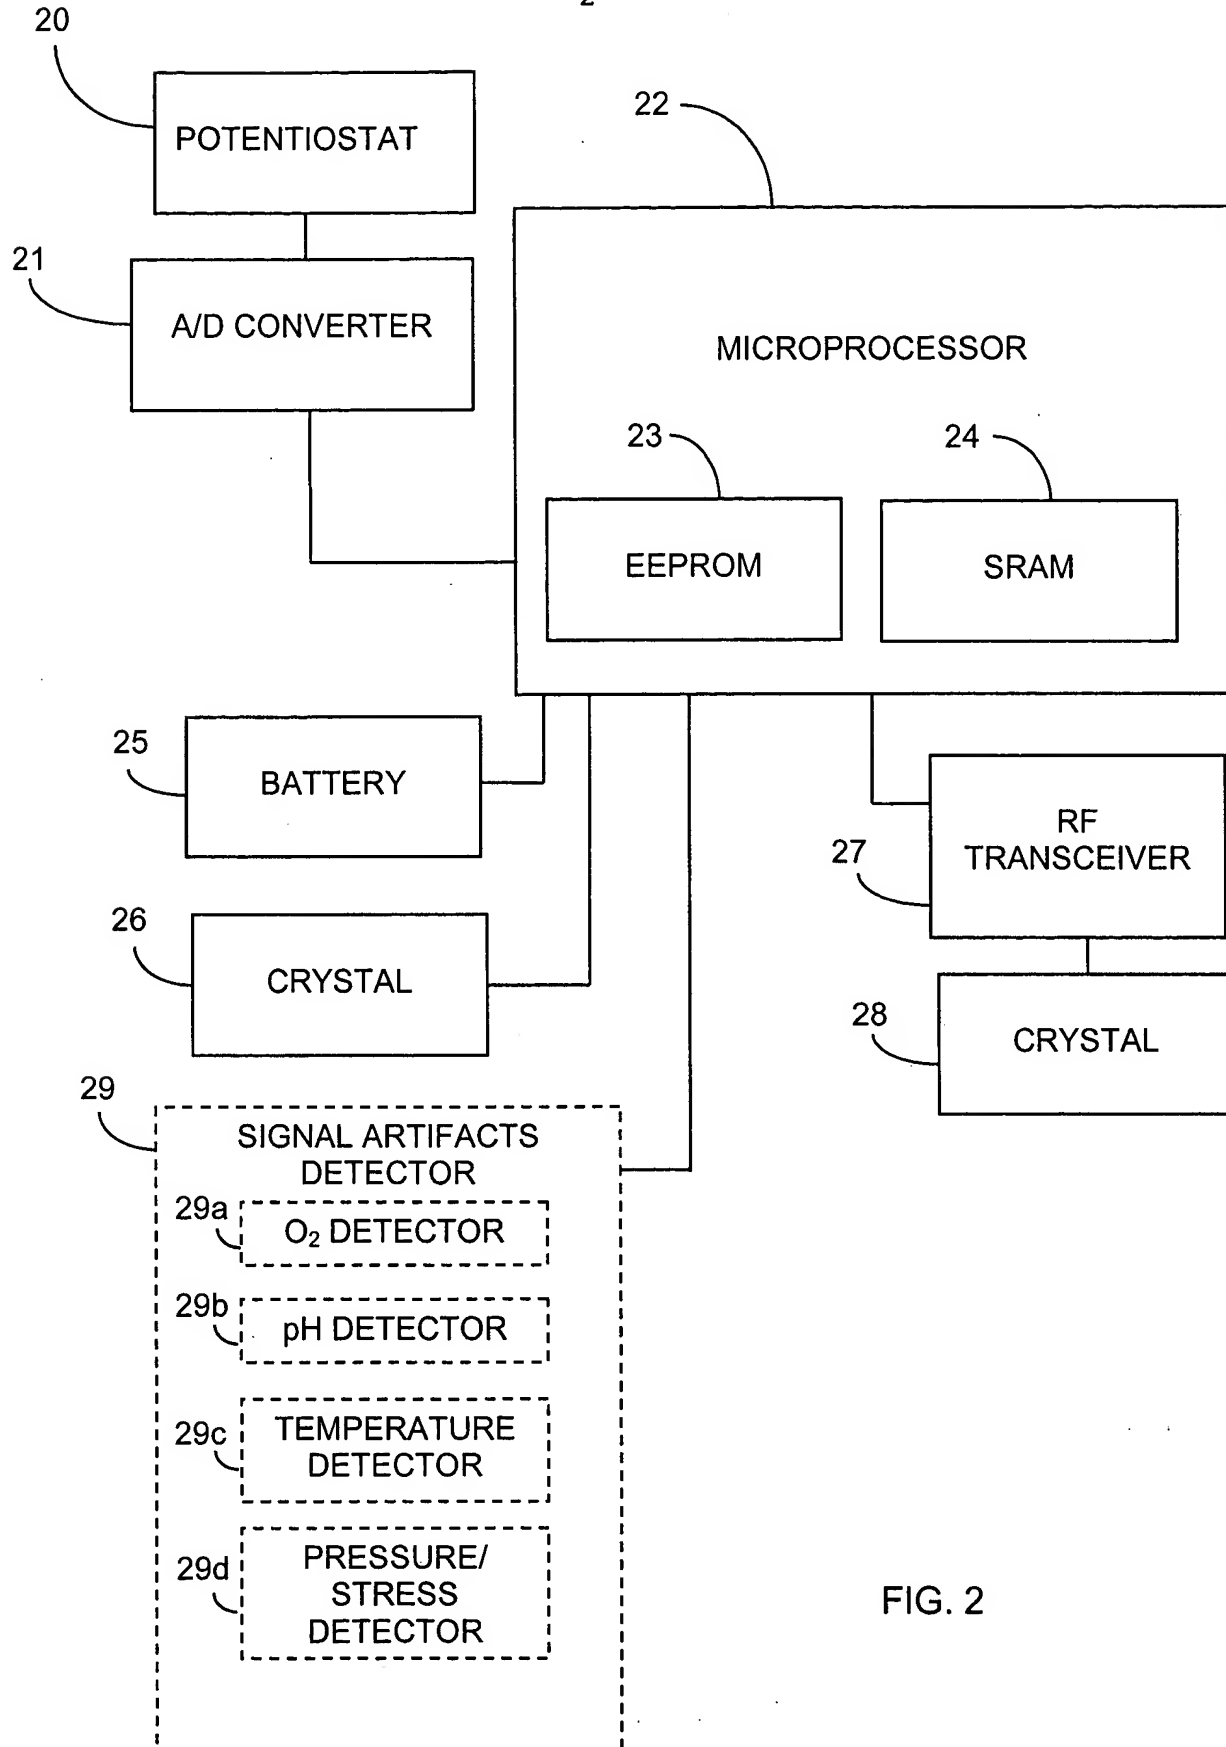 2
20
POTENTIOSTAT
22
21
A/D CONVERTER
MICROPROCESSOR
23
24
EEPROM
SRAM
25
BATTERY
RF
TRANSCEIVER
27
26
CRYSTAL
28
CRYSTAL
29
SIGNAL ARTIFACTS
DETECTOR
29a
O₂ DETECTOR
29b
pH DETECTOR
29c
TEMPERATURE
DETECTOR
29d
PRESSURE/
STRESS
DETECTOR
FIG. 2